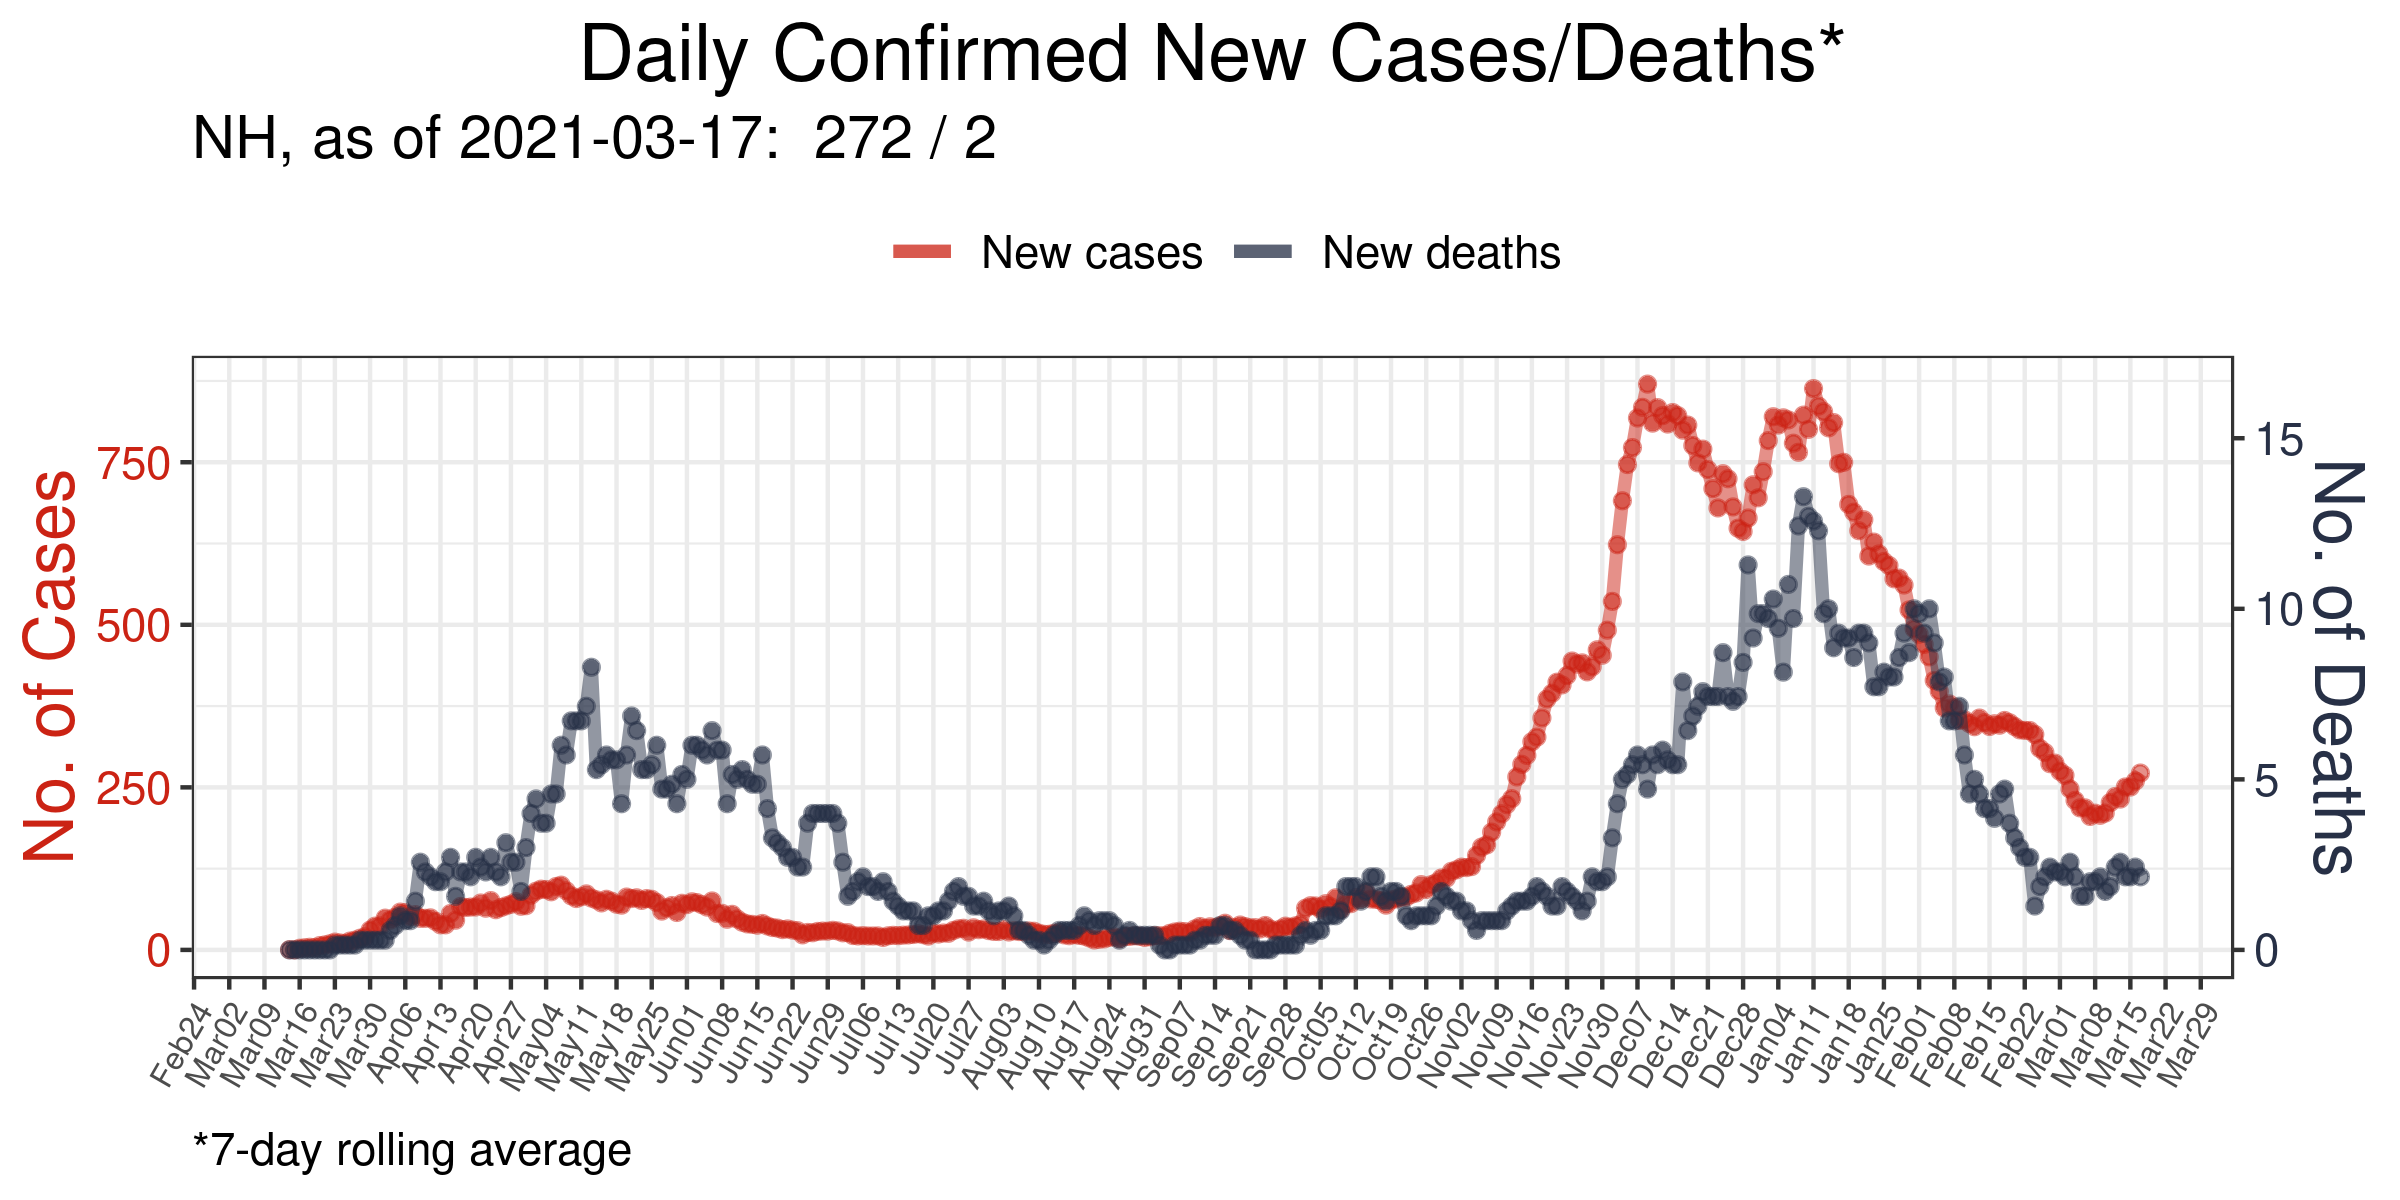 Daily Confirmed New Cases/Deaths*
NH, as of 2021-03-17:  272 / 2
New cases
New deaths
No. of Cases
750
500
250
0
15
10
5
0
No. of Deaths
Feb24
Mar02
Mar09
Mar16
Mar23
Mar30
Apr06
Apr13
Apr20
Apr27
May04
May11
May18
May25
Jun01
Jun08
Jun15
Jun22
Jun29
Jul06
Jul13
Jul20
Jul27
Aug03
Aug10
Aug17
Aug24
Aug31
Sep07
Sep14
Sep21
Sep28
Oct05
Oct12
Oct19
Oct26
Nov02
Nov09
Nov16
Nov23
Nov30
Dec07
Dec14
Dec21
Dec28
Jan04
Jan11
Jan18
Jan25
Feb01
Feb08
Feb15
Feb22
Mar01
Mar08
Mar15
Mar22
Mar29
*7-day rolling average